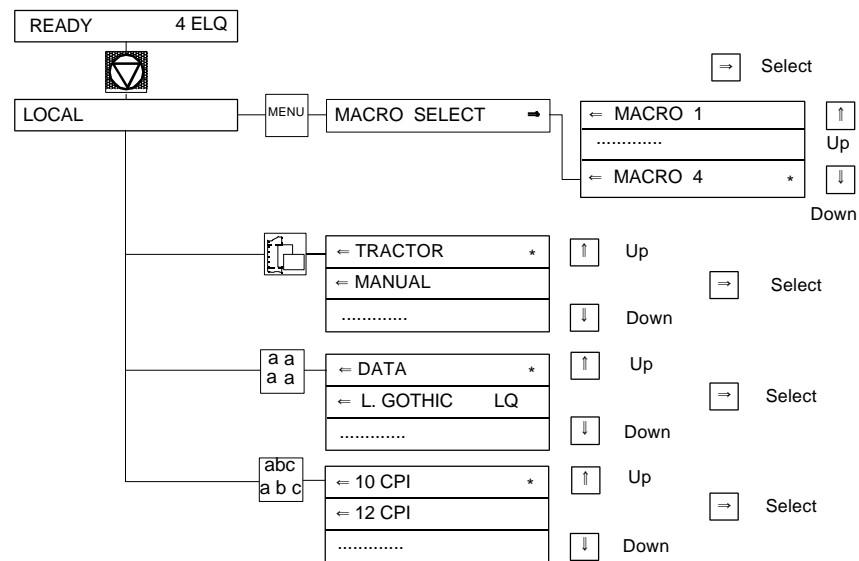 READY 4 ELQ
⇒ Select
LOCAL MENU MACRO SELECT ➡ ⇐ MACRO 1 ⇑
............. Up
⇐ MACRO 4 * ⇓
Down
⇐ TRACTOR * ⇑ Up
⇐ MANUAL ⇒ Select
............. ⇓ Down
a a
a a
⇐ DATA * ⇑ Up
⇐ L. GOTHIC LQ ⇒ Select
............. ⇓ Down
abc
a b c
⇐ 10 CPI * ⇑ Up
⇐ 12 CPI ⇒ Select
............. ⇓ Down